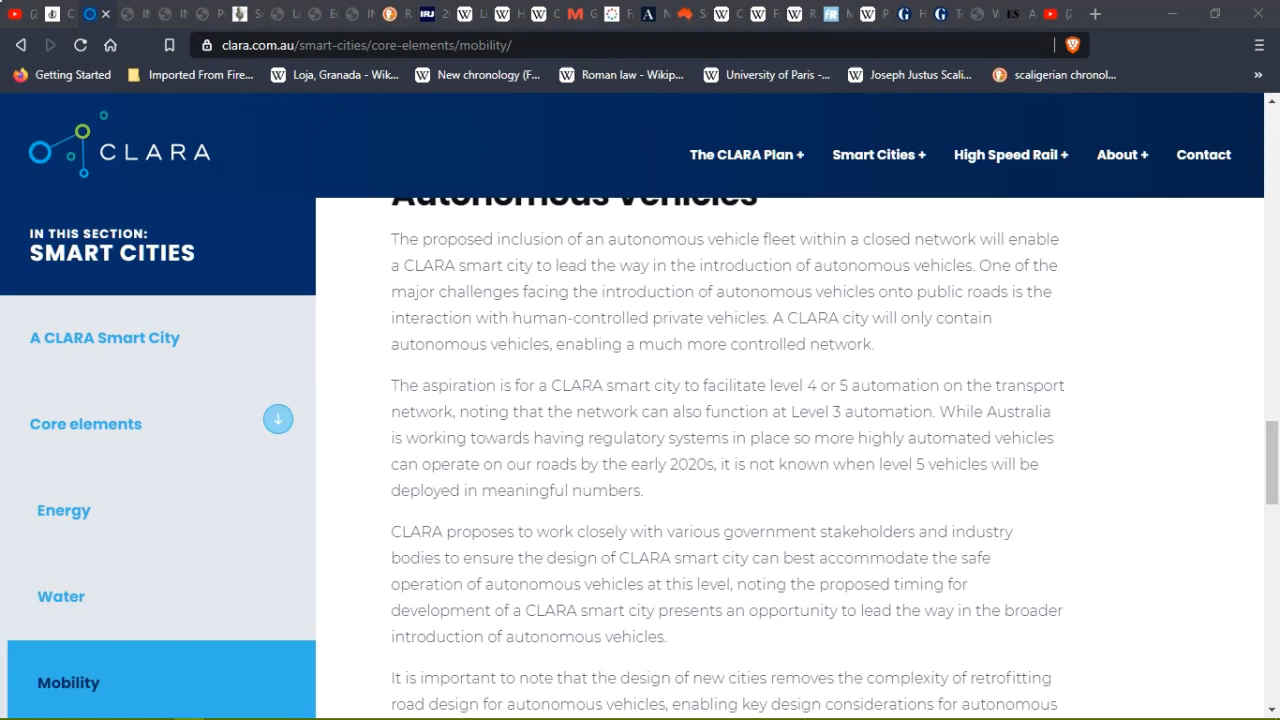 clara.com.au/smart-cities/core-elements/mobility/
Getting Started
Imported From Fire...
Loja, Granada - Wik...
New chronology (F...
Roman law - Wikip...
University of Paris -...
Joseph Justus Scali...
scaligerian chronol...
»
CLARA
The CLARA Plan +
Smart Cities +
High Speed Rail +
About +
Contact
IN THIS SECTION:
SMART CITIES
A CLARA Smart City
Core elements
Energy
Water
Mobility
Autonomous Vehicles
The proposed inclusion of an autonomous vehicle fleet within a closed network will enable
a CLARA smart city to lead the way in the introduction of autonomous vehicles. One of the
major challenges facing the introduction of autonomous vehicles onto public roads is the
interaction with human-controlled private vehicles. A CLARA city will only contain
autonomous vehicles, enabling a much more controlled network.
The aspiration is for a CLARA smart city to facilitate level 4 or 5 automation on the transport
network, noting that the network can also function at Level 3 automation. While Australia
is working towards having regulatory systems in place so more highly automated vehicles
can operate on our roads by the early 2020s, it is not known when level 5 vehicles will be
deployed in meaningful numbers.
CLARA proposes to work closely with various government stakeholders and industry
bodies to ensure the design of CLARA smart city can best accommodate the safe
operation of autonomous vehicles at this level, noting the proposed timing for
development of a CLARA smart city presents an opportunity to lead the way in the broader
introduction of autonomous vehicles.
It is important to note that the design of new cities removes the complexity of retrofitting
road design for autonomous vehicles, enabling key design considerations for autonomous